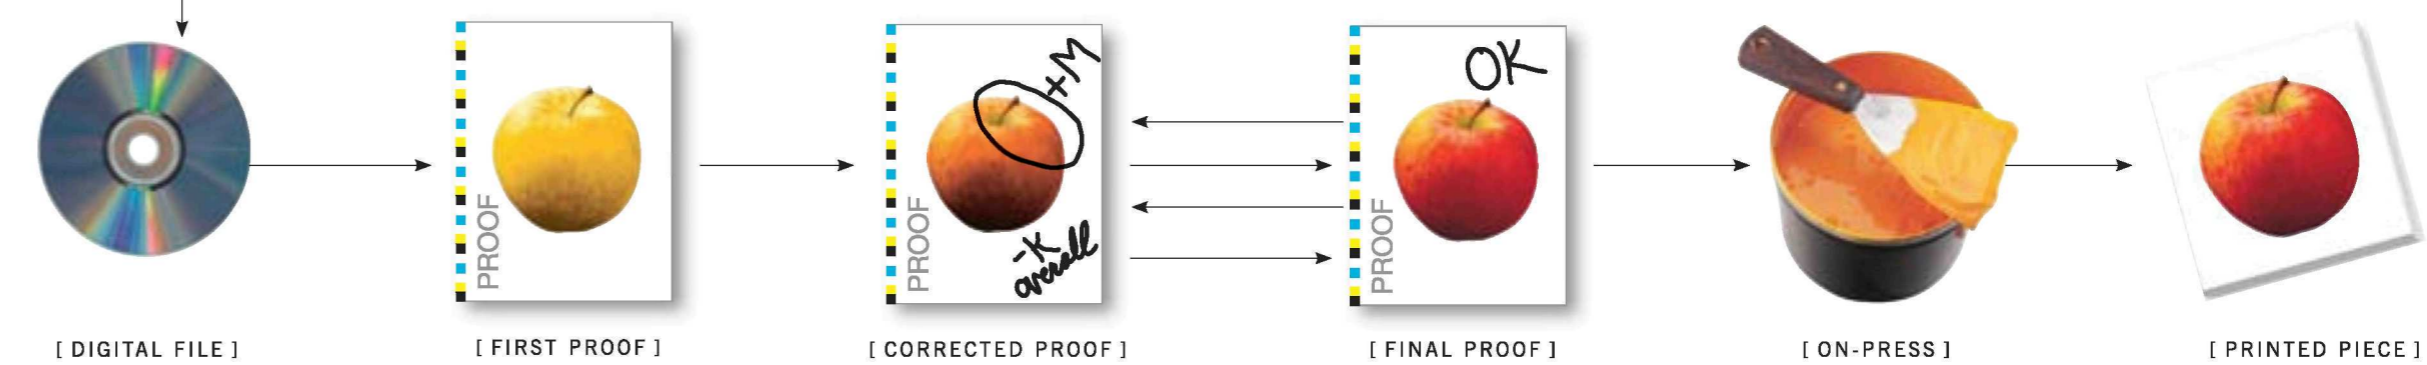 PROOF
PROOF
+M
-K
overall
PROOF
OK
[ DIGITAL FILE ]
[ FIRST PROOF ]
[ CORRECTED PROOF ]
[ FINAL PROOF ]
[ ON-PRESS ]
[ PRINTED PIECE ]